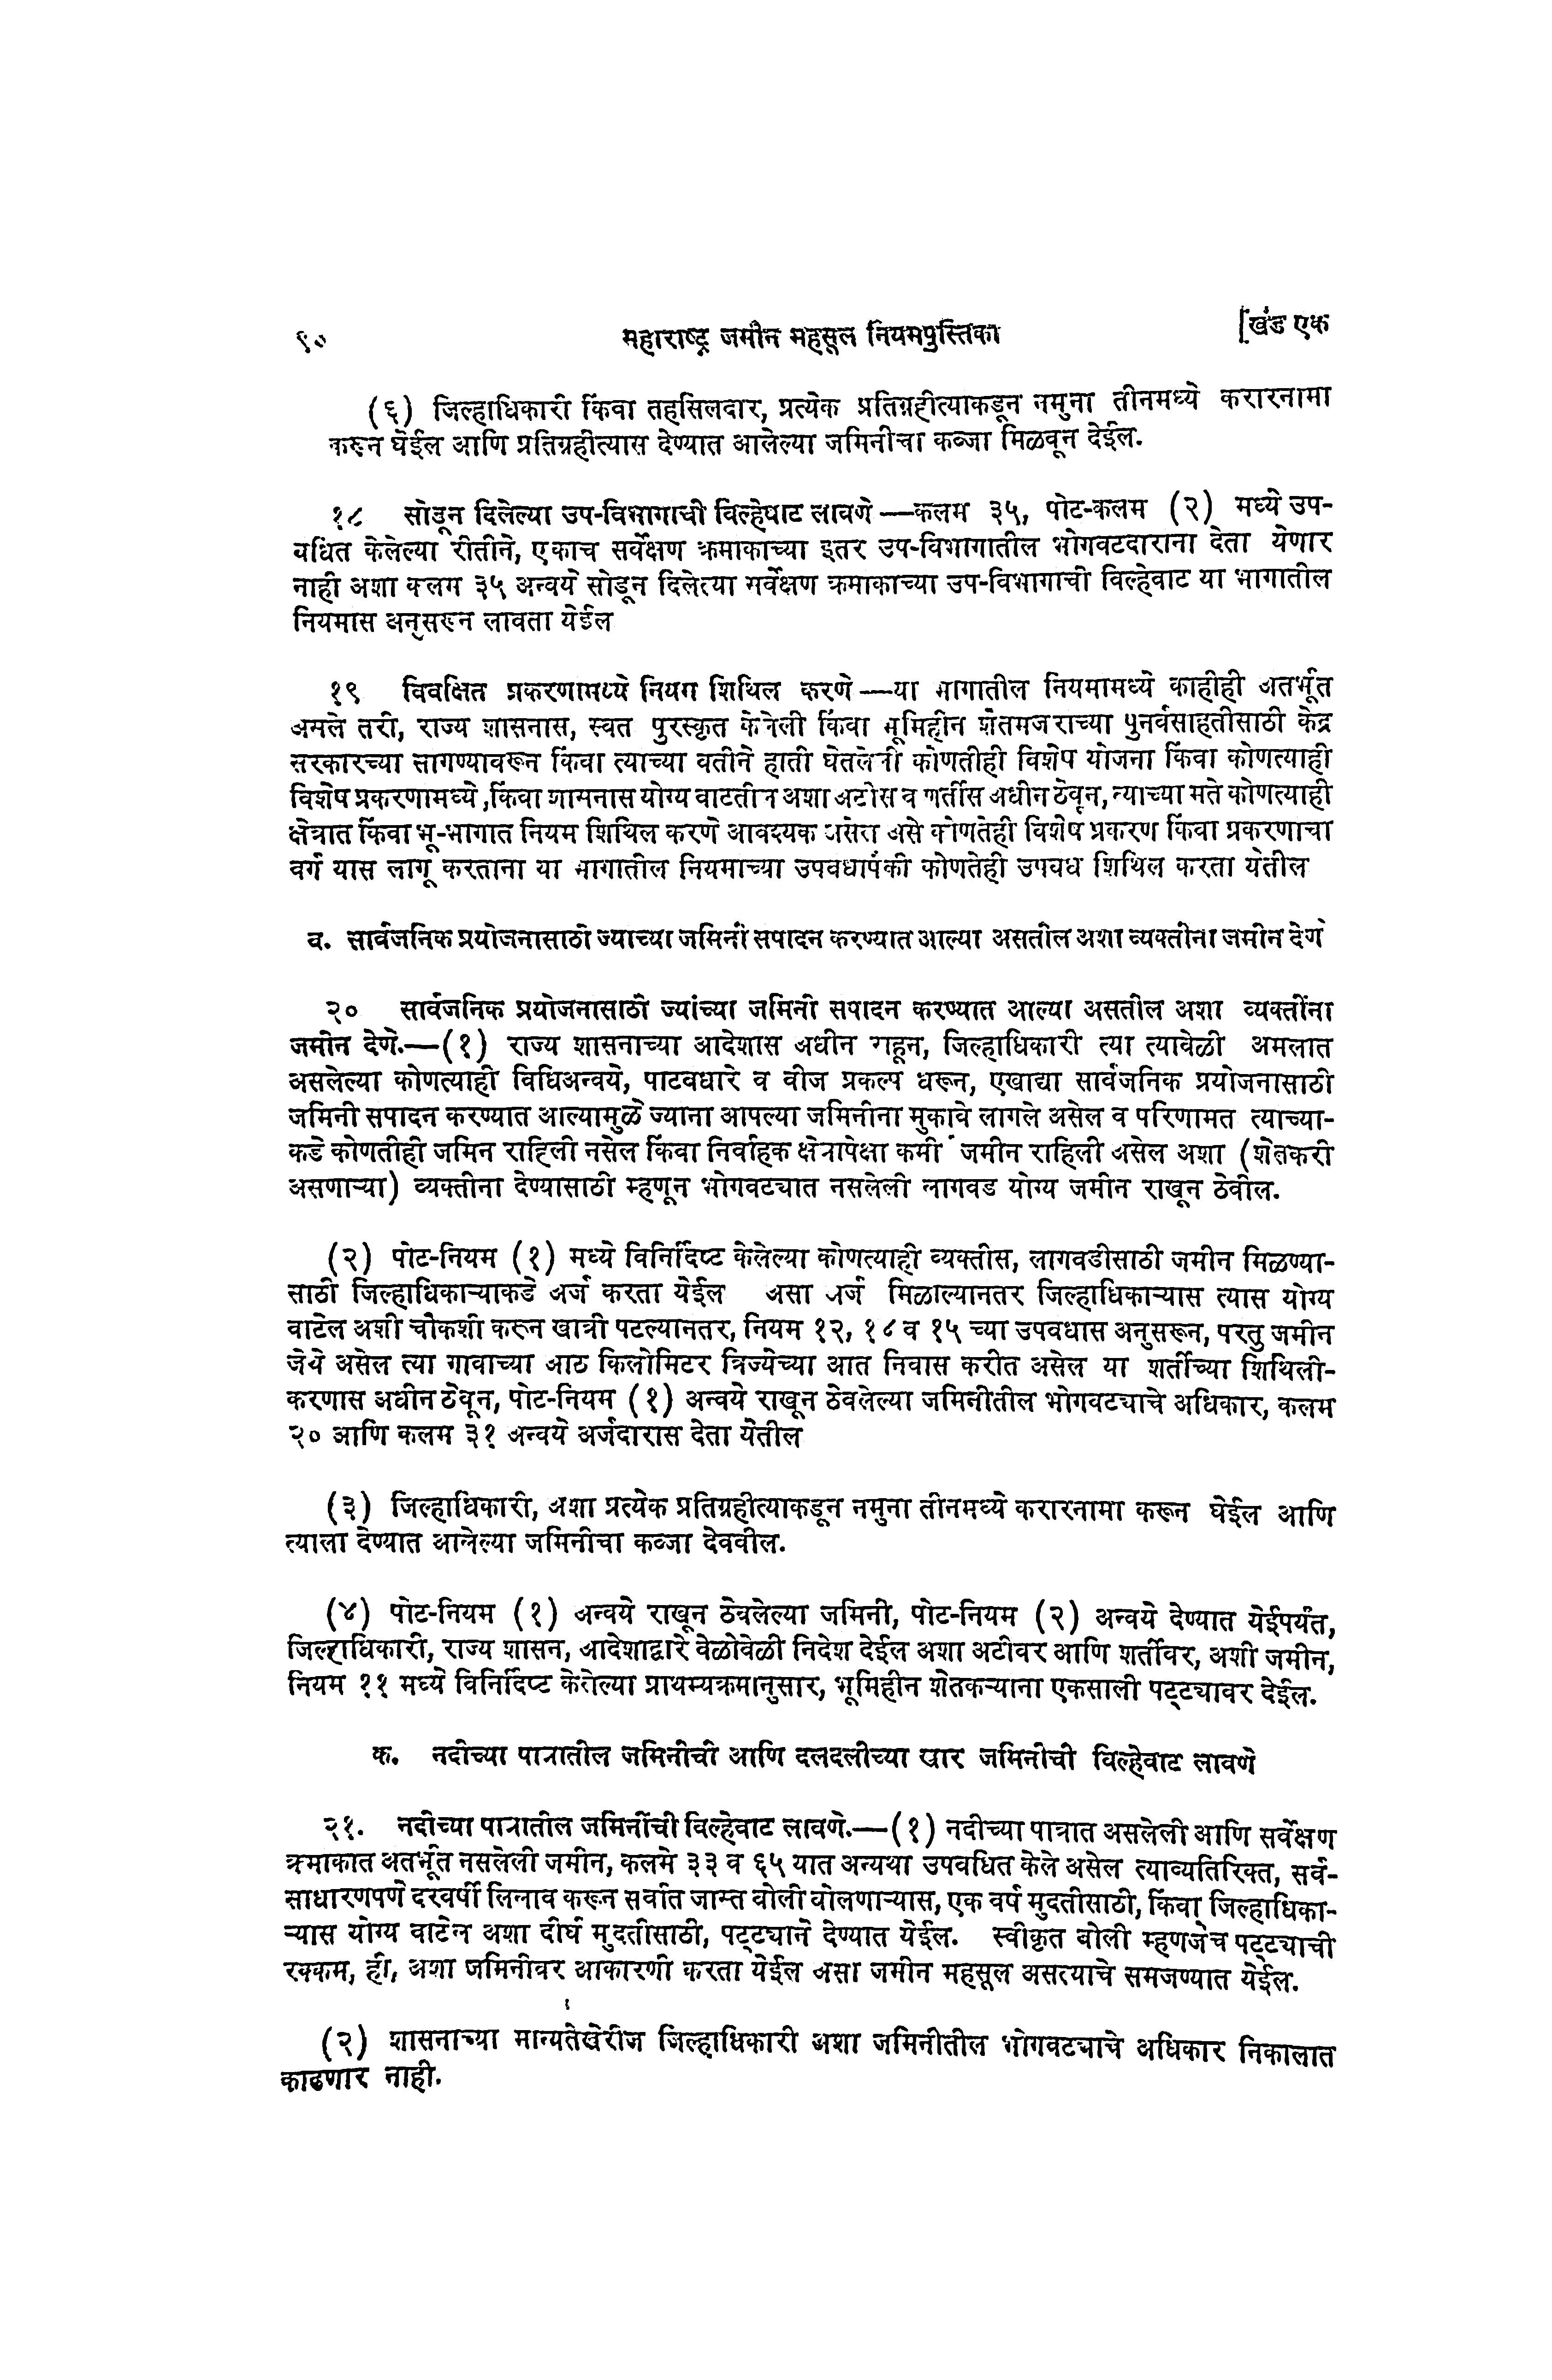 ९० महाराष्ट्र जमीन महसूल नियमपुस्तिका [खंड एक
(६) जिल्हाधिकारी किंवा तहसिलदार, प्रत्येक प्रतिग्रहीत्याकडून नमुना तीनमध्ये करारनामा
करून घेईल आणि प्रतिग्रहीत्यास देण्यात आलेल्या जमिनीचा कब्जा मिळवून देईल.
१८ सोडून दिलेल्या उप-विभागाची विल्हेवाट लावणे—कलम ३५, पोट-कलम (२) मध्ये उप-
बधित केलेल्या रीतीने, एकाच सर्वेक्षण क्रमाकाच्या इतर उप-विभागातील भोगवटदाराना देता येणार
नाही अशा कलम ३५ अन्वये सोडून दिलेल्या सर्वेक्षण क्रमाकाच्या उप-विभागाची विल्हेवाट या भागातील
नियमास अनुसरून लावता येईल
१९ विवक्षित प्रकरणामध्ये नियम शिथिल करणे—या भागातील नियमामध्ये काहीही अतर्भूत
असले तरी, राज्य शासनास, स्वत पुरस्कृत केलेली किंवा भूमिहीन शेतमजराच्या पुनर्वसाहतीसाठी केद्र
सरकारच्या सागण्यावरून किंवा त्याच्या वतीने हाती घेतलेली कोणतीही विशेष योजना किंवा कोणत्याही
विशेष प्रकरणामध्ये, किंवा शासनास योग्य वाटतील अशा अटीस व शर्तीस अधीन ठेवून, त्याच्या मते कोणत्याही
क्षेत्रात किंवा भू-भागात नियम शिथिल करणे आवश्यक असेल असे कोणतेही विशेष प्रकरण किंवा प्रकरणाचा
वर्ग यास लागू करताना या भागातील नियमाच्या उपबधापैकी कोणतेही उपबध शिथिल करता येतील
ब. सार्वजनिक प्रयोजनासाठी ज्याच्या जमिनी सपादन करण्यात आल्या असतील अशा व्यक्तीना जमीन देणे
२० सार्वजनिक प्रयोजनासाठी ज्यांच्या जमिनी सपादन करण्यात आल्या असतील अशा व्यक्तींना
जमीन देणे.—(१) राज्य शासनाच्या आदेशास अधीन राहून, जिल्हाधिकारी त्या त्यावेळी अमलात
असलेल्या कोणत्याही विधिअन्वये, पाटबधारे व वीज प्रकल्प धरून, एखाद्या सार्वजनिक प्रयोजनासाठी
जमिनी सपादन करण्यात आल्यामुळे ज्याना आपल्या जमिनीना मुकावे लागले असेल व परिणामत त्याच्या-
कडे कोणतीही जमिन राहिली नसेल किंवा निर्वाहक क्षेत्रापेक्षा कमी जमीन राहिली असेल अशा (शेतकरी
असणाऱ्या) व्यक्तीना देण्यासाठी म्हणून भोगवट्यात नसलेली लागवड योग्य जमीन राखून ठेवील.
(२) पोट-नियम (१) मध्ये विनिर्दिष्ट केलेल्या कोणत्याही व्यक्तीस, लागवडीसाठी जमीन मिळण्या-
साठी जिल्हाधिकाऱ्याकडे अर्ज करता येईल असा अर्ज मिळाल्यानतर जिल्हाधिकाऱ्यास त्यास योग्य
वाटेल अशी चौकशी करून खात्री पटल्यानतर, नियम १२, १४ व १५ च्या उपबधास अनुसरून, परतु जमीन
जेथे असेल त्या गावाच्या आठ किलोमिटर त्रिज्येच्या आत निवास करीत असेल या शर्तीच्या शिथिली-
करणास अधीन ठेवून, पोट-नियम (१) अन्वये राखून ठेवलेल्या जमिनीतील भोगवट्याचे अधिकार, कलम
२० आणि कलम ३१ अन्वये अर्जदारास देता येतील
(३) जिल्हाधिकारी, अशा प्रत्येक प्रतिग्रहीत्याकडून नमुना तीनमध्ये करारनामा करून घेईल आणि
त्याला देण्यात आलेल्या जमिनीचा कब्जा देववील.
(४) पोट-नियम (१) अन्वये राखून ठेवलेल्या जमिनी, पोट-नियम (२) अन्वये देण्यात येईपर्यंत,
जिल्हाधिकारी, राज्य शासन, आदेशाद्वारे वेळोवेळी निदेश देईल अशा अटीवर आणि शर्तीवर, अशी जमीन,
नियम ११ मध्ये विनिर्दिष्ट केलेल्या प्राथम्यक्रमानुसार, भूमिहीन शेतकऱ्याना एकसाली पट्ट्यावर देईल.
क. नदीच्या पात्रातील जमिनीची आणि दलदलीच्या खार जमिनीची विल्हेवाट लावणे
२१. नदीच्या पात्रातील जमिनींची विल्हेवाट लावणे.—(१) नदीच्या पात्रात असलेली आणि सर्वेक्षण
क्रमाकात अतर्भूत नसलेली जमीन, कलमे ३३ व ६५ यात अन्यथा उपबधित केले असेल त्याव्यतिरिक्त, सर्व-
साधारणपणे दरवर्षी लिलाव करून सर्वात जास्त बोली बोलणाऱ्यास, एक वर्ष मुदतीसाठी, किंवा जिल्हाधिका-
ऱ्यास योग्य वाटेल अशा दीर्घ मुदतीसाठी, पट्ट्याने देण्यात येईल. स्वीकृत बोली म्हणजेच पट्ट्याची
रक्कम, ही, अशा जमिनीवर आकारणी करता येईल असा जमीन महसूल असल्याचे समजण्यात येईल.
(२) शासनाच्या मान्यतेखेरीज जिल्हाधिकारी अशा जमिनीतील भोगवट्याचे अधिकार निकालात
काढणार नाही.